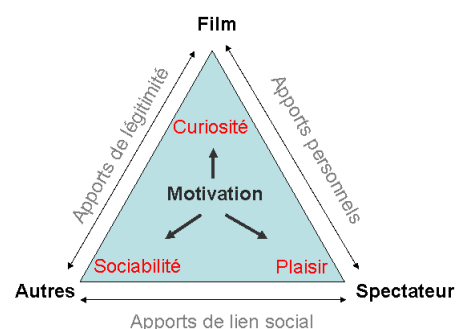 Film
Apports de légitimité
Apports personnels
Curiosité
Motivation
Sociabilité
Plaisir
Autres
Spectateur
Apports de lien social